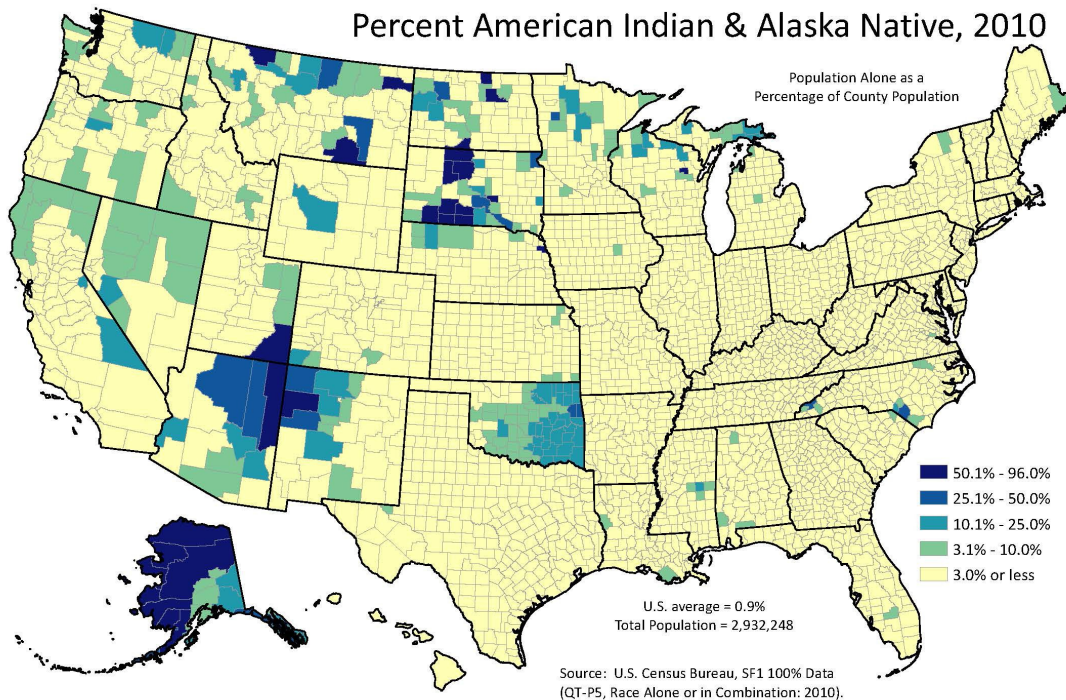 Percent American Indian & Alaska Native, 2010
Population Alone as a
Percentage of County Population
50.1% - 96.0%
25.1% - 50.0%
10.1% - 25.0%
3.1% - 10.0%
3.0% or less
U.S. average = 0.9%
Total Population = 2,932,248
Source:  U.S. Census Bureau, SF1 100% Data
(QT-P5, Race Alone or in Combination: 2010).